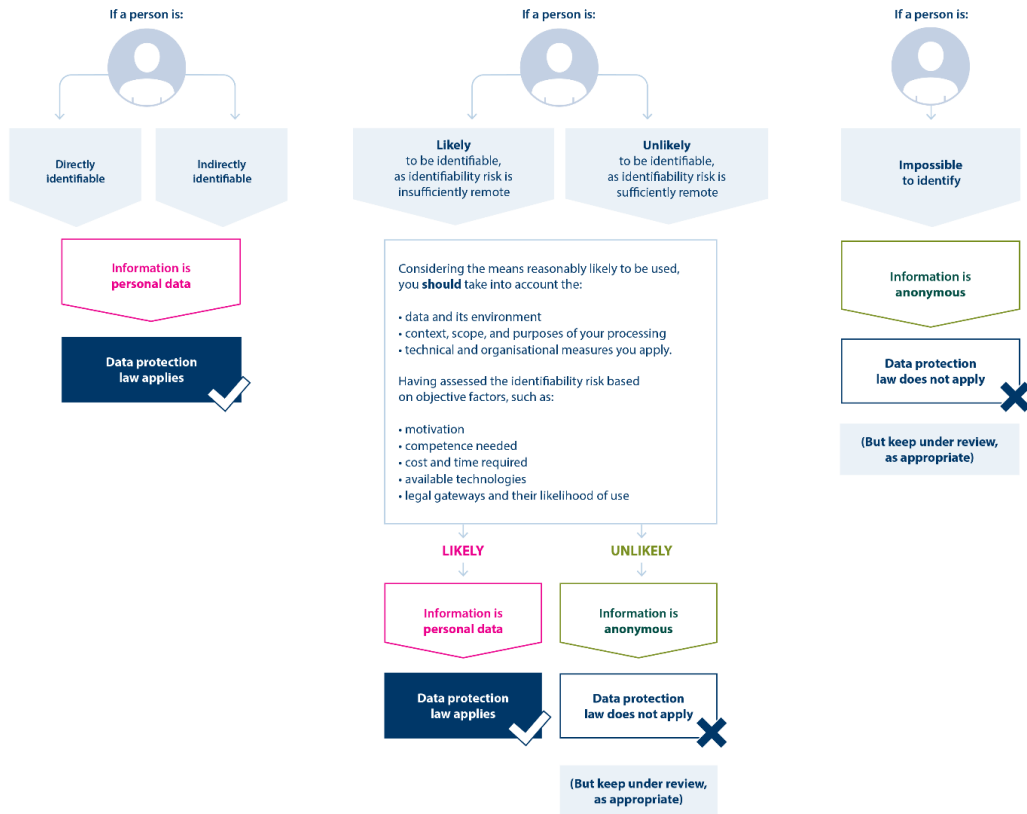 If a person is:
Directly
identifiable
Indirectly
identifiable
Information is
personal data
Data protection
law applies
If a person is:
Likely
to be identifiable,
as identifiability risk is
insufficiently remote
Unlikely
to be identifiable,
as identifiability risk is
sufficiently remote
Considering the means reasonably likely to be used,
you should take into account the:
• data and its environment
• context, scope, and purposes of your processing
• technical and organisational measures you apply.
Having assessed the identifiability risk based
on objective factors, such as:
• motivation
• competence needed
• cost and time required
• available technologies
• legal gateways and their likelihood of use
LIKELY
Information is
personal data
Data protection
law applies
UNLIKELY
Information is
anonymous
Data protection
law does not apply
(But keep under review,
as appropriate)
If a person is:
Impossible
to identify
Information is
anonymous
Data protection
law does not apply
(But keep under review,
as appropriate)